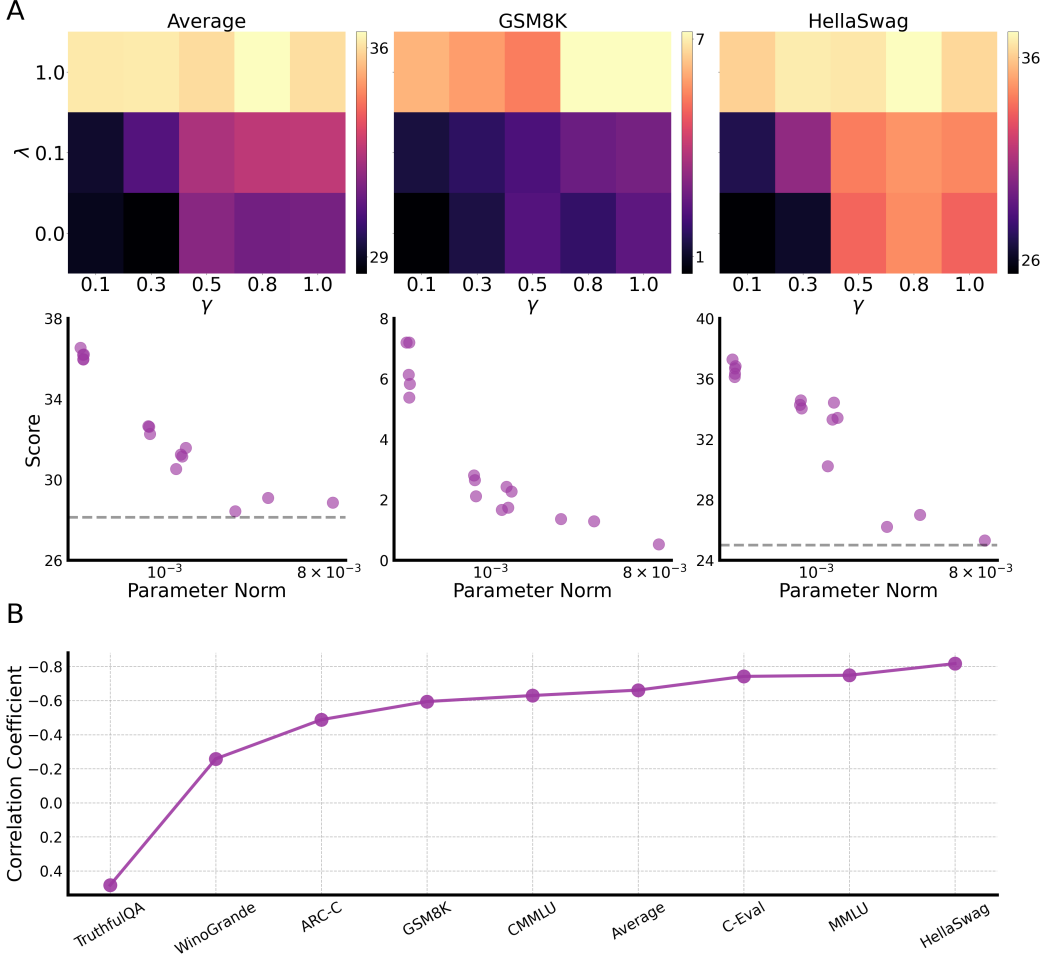 A
Average
GSM8K
HellaSwag
λ
1.0
0.1
0.0
36
29
7
1
36
26
0.1 0.3 0.5 0.8 1.0
0.1 0.3 0.5 0.8 1.0
0.1 0.3 0.5 0.8 1.0
γ
γ
γ
Score
38
34
30
26
8
6
4
2
0
40
36
32
28
24
10⁻³ 8 × 10⁻³
10⁻³ 8 × 10⁻³
10⁻³ 8 × 10⁻³
Parameter Norm
Parameter Norm
Parameter Norm
B
Correlation Coefficient
−0.8
−0.6
−0.4
−0.2
0.0
0.2
0.4
TruthfulQA
WinoGrande
ARC-C
GSM8K
CMMLU
Average
C-Eval
MMLU
HellaSwag